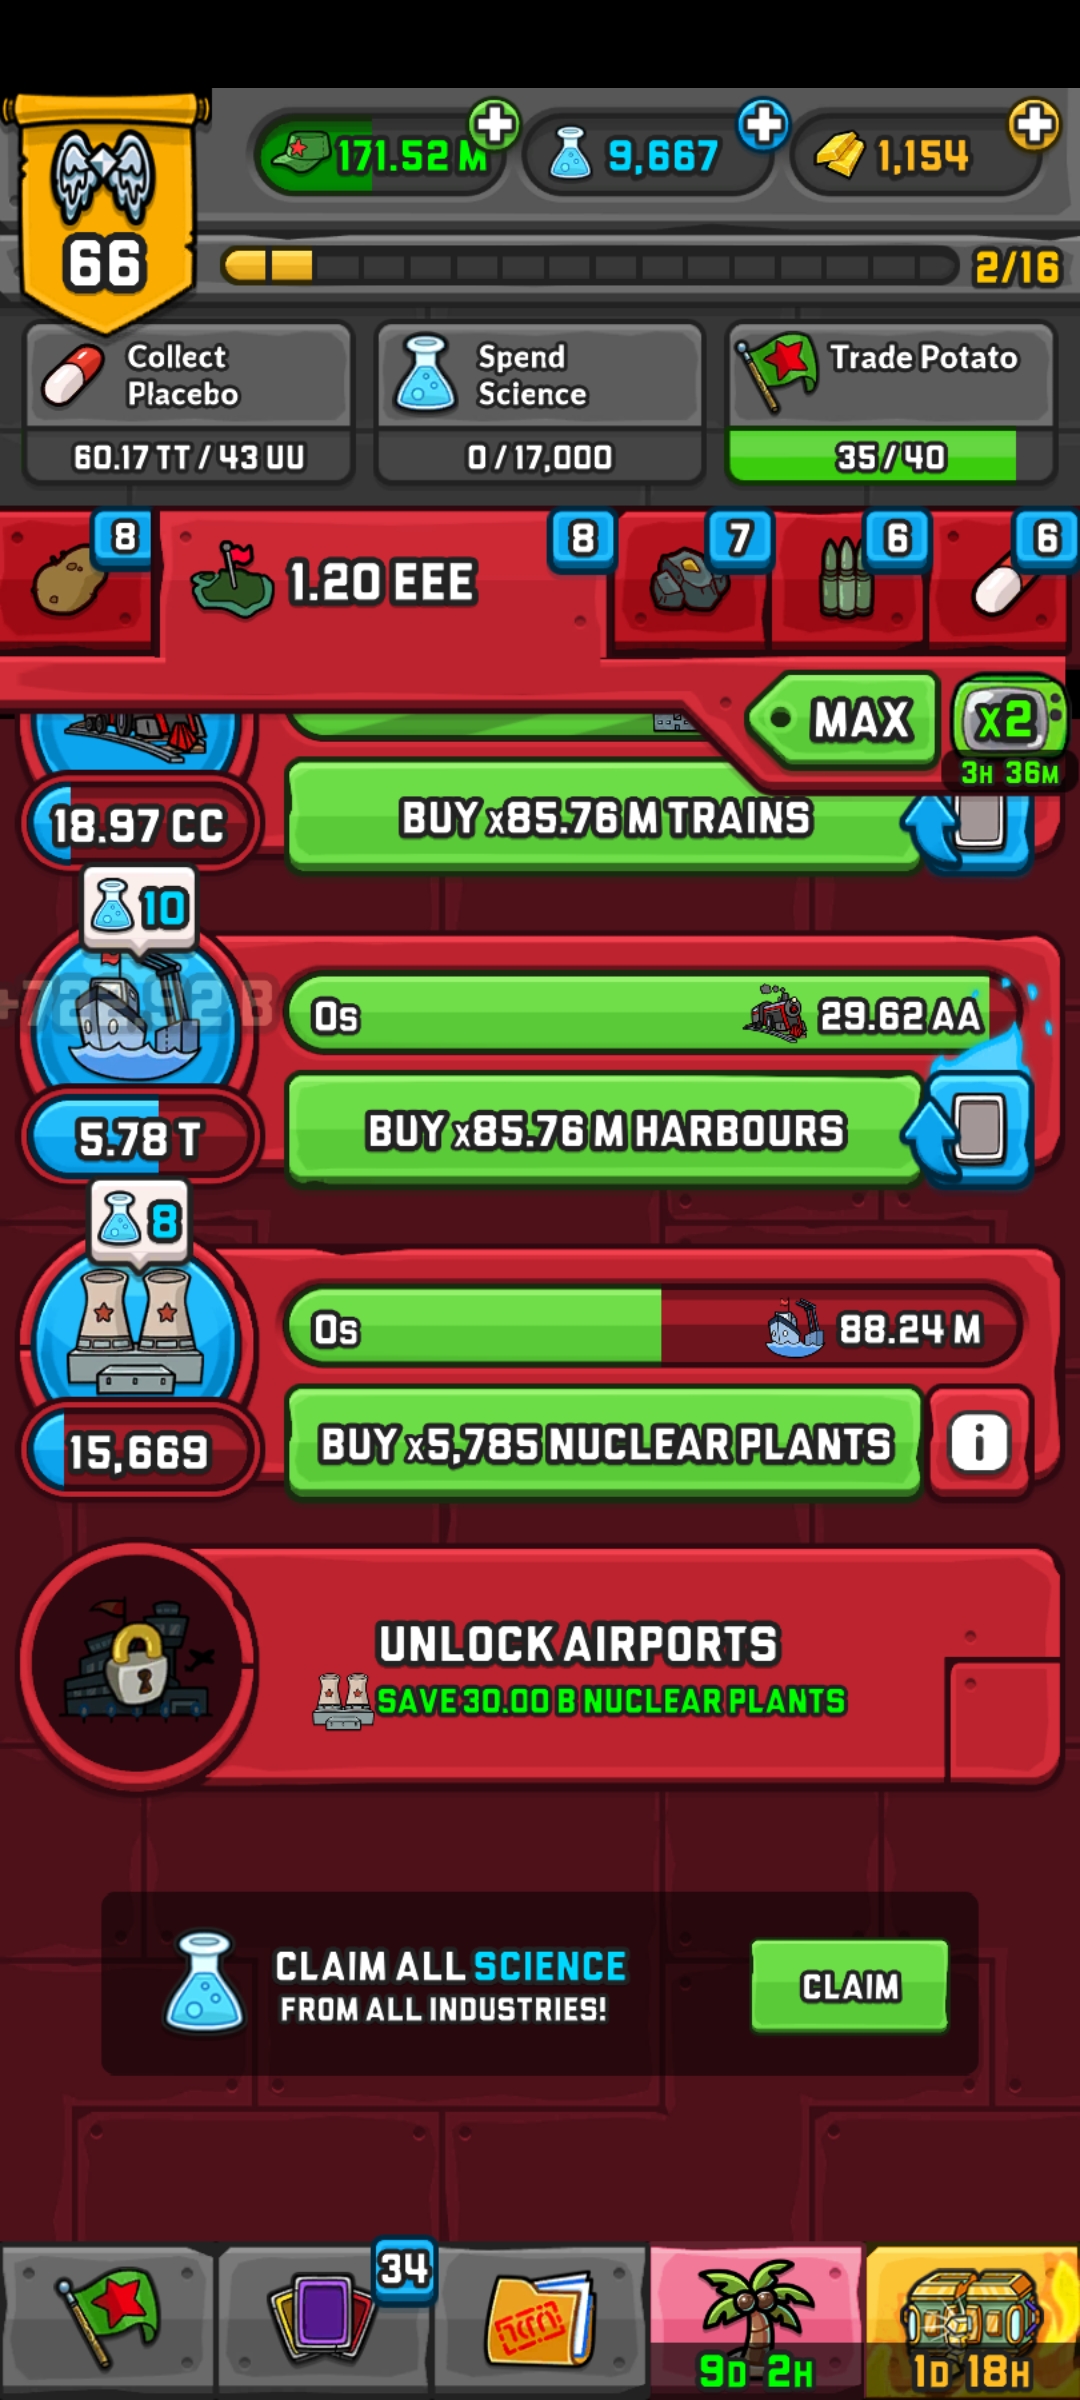 171.52 M
9,667
1,154
66
2/16
Collect
Placebo
Spend
Science
Trade Potato
60.17 TT / 43 UU
0 / 17,000
35 / 40
8
1.20 EEE
8
7
6
6
MAX
x2
3H 36M
18.97 CC
BUY x85.76 M TRAINS
10
+722.92 B
0s
29.62 AA
5.78 T
BUY x85.76 M HARBOURS
8
0s
88.24 M
15,669
BUY x5,785 NUCLEAR PLANTS
i
UNLOCK AIRPORTS
SAVE 30.00 B NUCLEAR PLANTS
CLAIM ALL SCIENCE
FROM ALL INDUSTRIES!
CLAIM
34
9D 2H
1D 18H